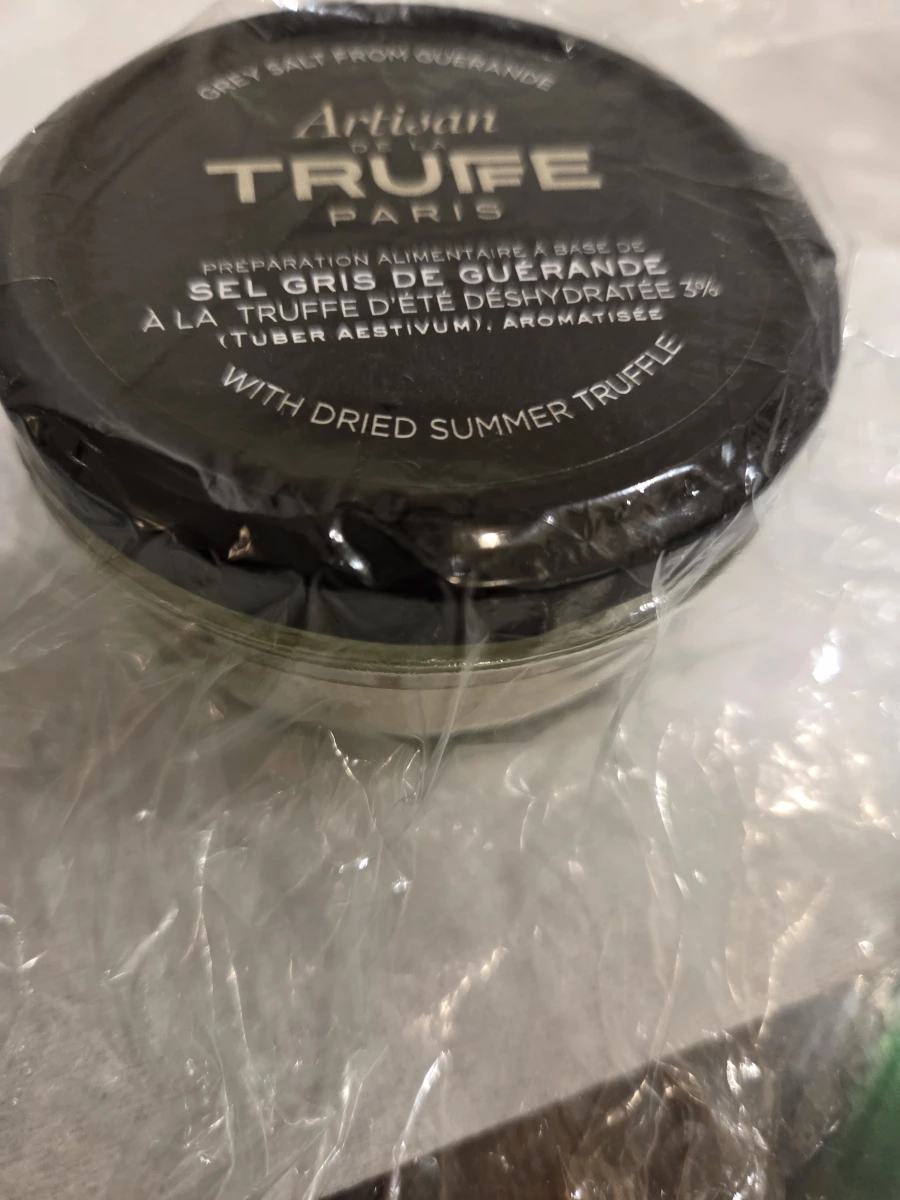 GREY SALT FROM GUÉRANDE
Artisan
DE LA
TRUFFE
PARIS
PRÉPARATION ALIMENTAIRE À BASE DE
SEL GRIS DE GUÉRANDE
À LA TRUFFE D'ÉTÉ DÉSHYDRATÉE 3%
(TUBER AESTIVUM), AROMATISÉE
WITH DRIED SUMMER TRUFFLE